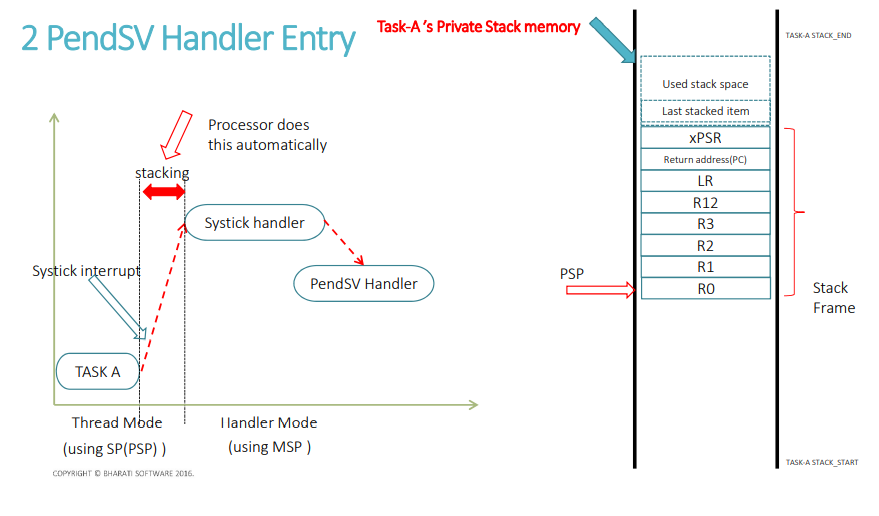 2 PendSV Handler Entry
Task-A 's Private Stack memory
TASK-A STACK_END
Used stack space
Last stacked item
xPSR
Return address(PC)
LR
R12
R3
R2
R1
R0
PSP
Stack
Frame
TASK-A STACK_START
Processor does
this automatically
stacking
Systick handler
Systick interrupt
PendSV Handler
TASK A
Thread Mode
(using SP(PSP) )
Handler Mode
(using MSP )
COPYRIGHT © BHARATI SOFTWARE 2016.